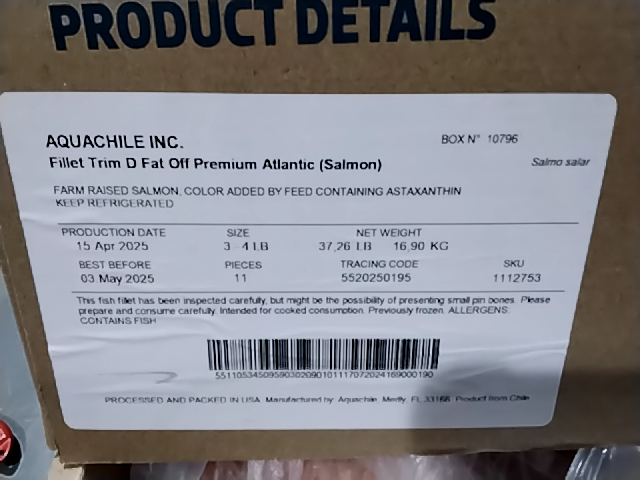 PRODUCT DETAILS
AQUACHILE INC.
BOX N° 10796
Fillet Trim D Fat Off Premium Atlantic (Salmon)
Salmo salar
FARM RAISED SALMON, COLOR ADDED BY FEED CONTAINING ASTAXANTHIN
KEEP REFRIGERATED
PRODUCTION DATE SIZE NET WEIGHT
15 Apr 2025 3 - 4 LB 37,26 LB 16,90 KG
BEST BEFORE PIECES TRACING CODE SKU
03 May 2025 11 5520250195 1112753
This fish fillet has been inspected carefully, but might be the possibility of presenting small pin bones. Please
prepare and consume carefully. Intended for cooked consumption. Previously frozen. ALLERGENS:
CONTAINS FISH
PROCESSED AND PACKED IN USA. Manufactured by: Aquachile, Medly, FL 33166. Product from Chile